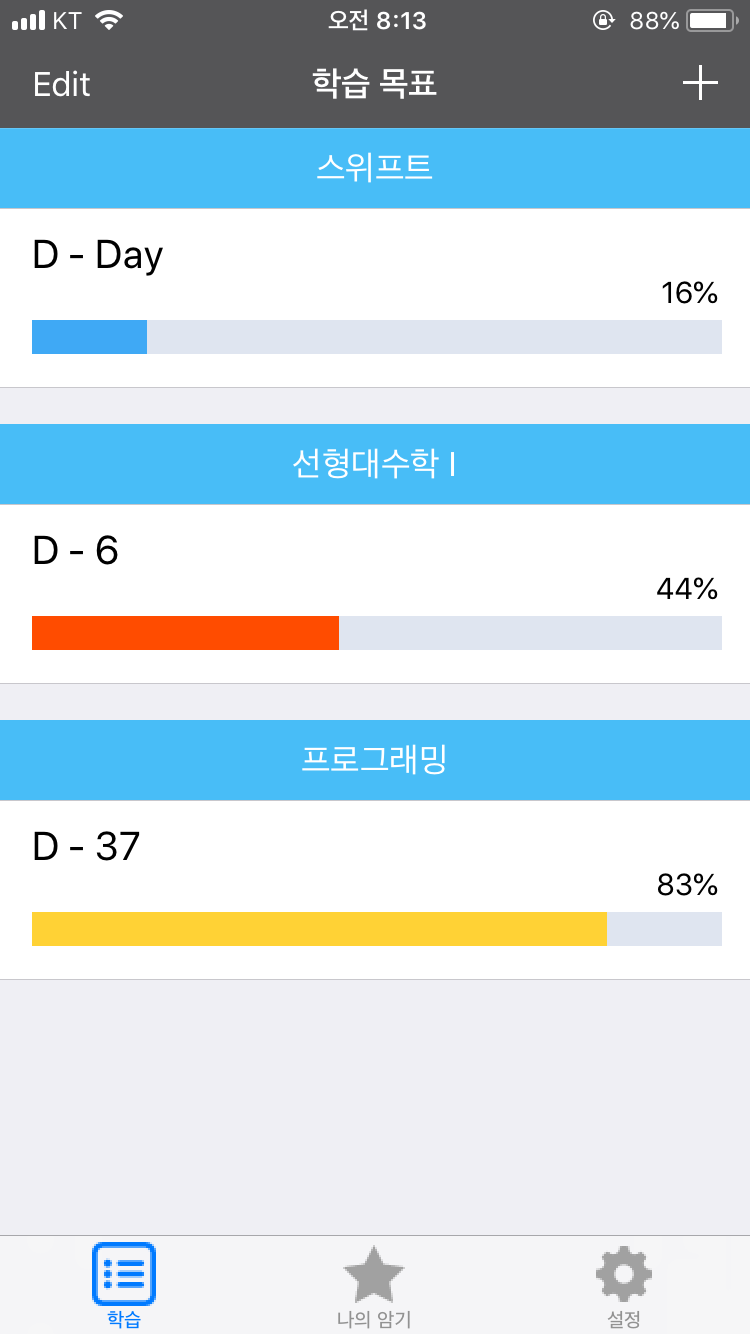 KT 오전 8:13 88%
Edit 학습 목표
스위프트
D - Day
16%
선형대수학 I
D - 6
44%
프로그래밍
D - 37
83%
학습 나의 암기 설정